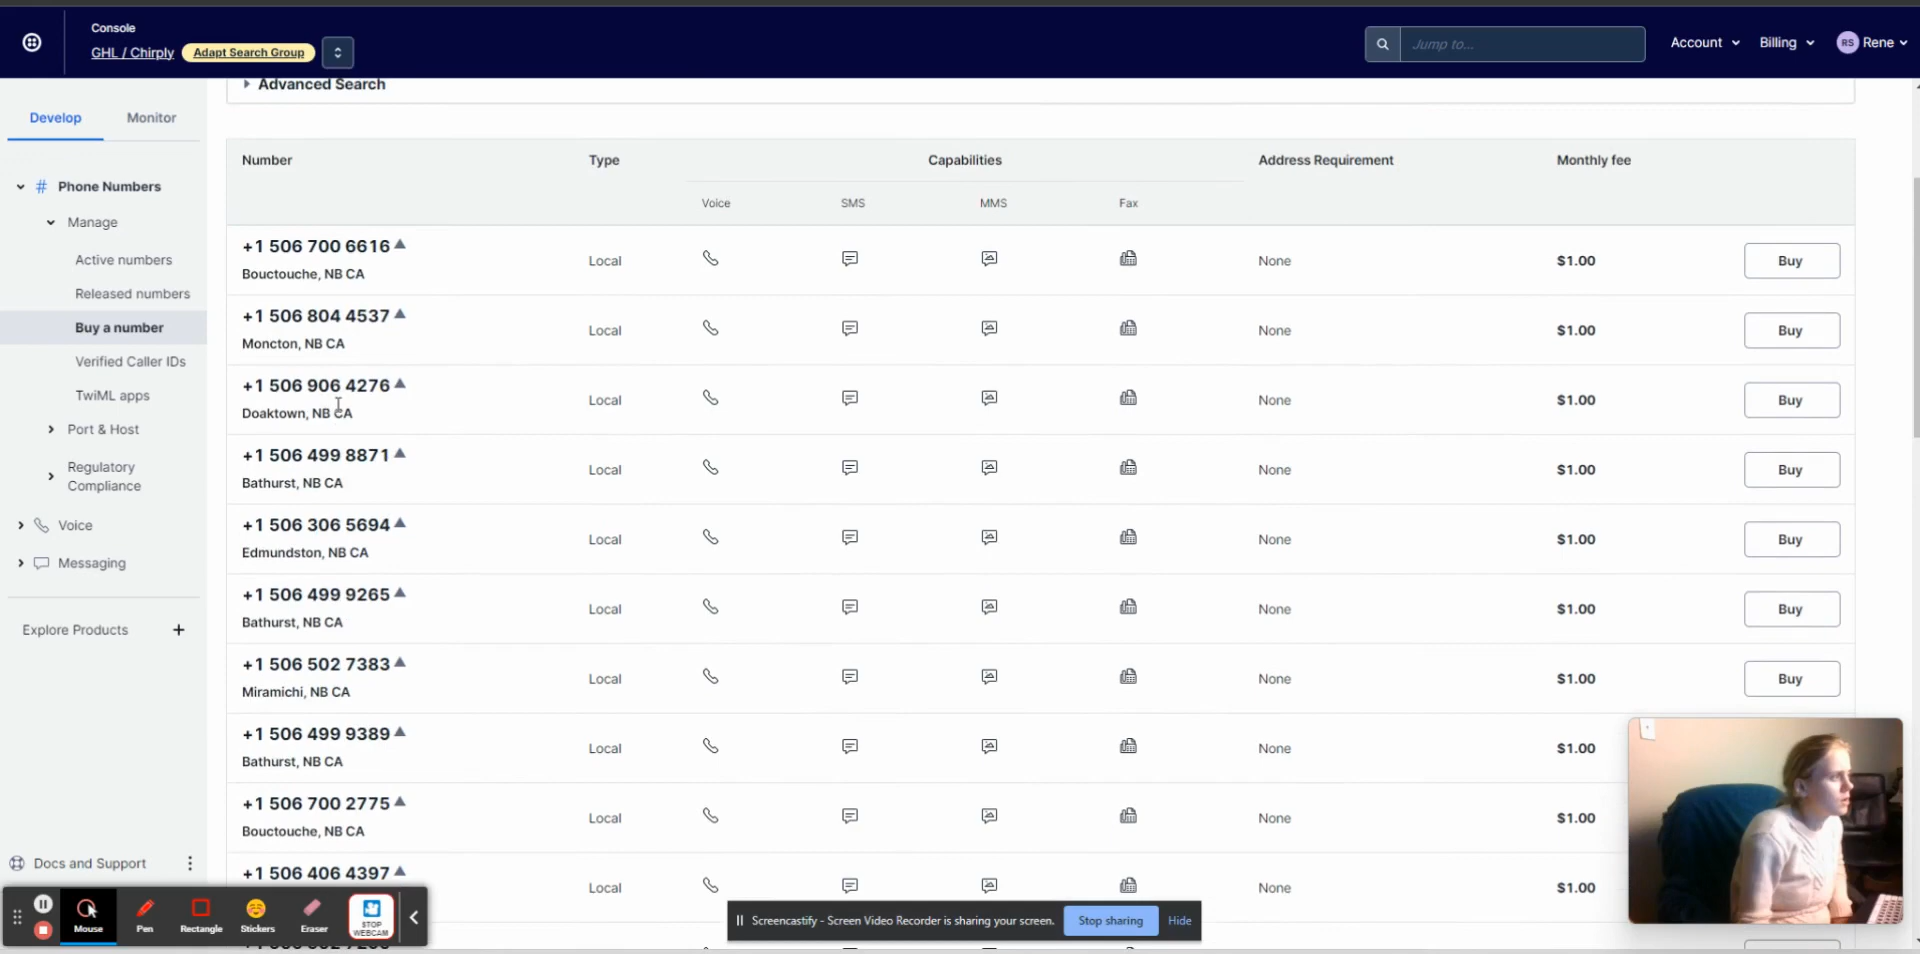 Console
GHL / Chirply Adapt Search Group
Jump to...
Account
Billing
RS Rene
Advanced Search
Develop Monitor
Phone Numbers
Manage
Active numbers
Released numbers
Buy a number
Verified Caller IDs
TwiML apps
Port & Host
Regulatory
Compliance
Voice
Messaging
Explore Products +
Docs and Support
Number Type Capabilities Address Requirement Monthly fee
Voice SMS MMS Fax
+1 506 700 6616
Bouctouche, NB CA
Local None $1.00 Buy
+1 506 804 4537
Moncton, NB CA
Local None $1.00 Buy
+1 506 906 4276
Doaktown, NB CA
Local None $1.00 Buy
+1 506 499 8871
Bathurst, NB CA
Local None $1.00 Buy
+1 506 306 5694
Edmundston, NB CA
Local None $1.00 Buy
+1 506 499 9265
Bathurst, NB CA
Local None $1.00 Buy
+1 506 502 7383
Miramichi, NB CA
Local None $1.00 Buy
+1 506 499 9389
Bathurst, NB CA
Local None $1.00
+1 506 700 2775
Bouctouche, NB CA
Local None $1.00
+1 506 406 4397
Local None $1.00
Mouse Pen Rectangle Stickers Eraser STOP WEBCAM
Screencastify - Screen Video Recorder is sharing your screen. Stop sharing Hide